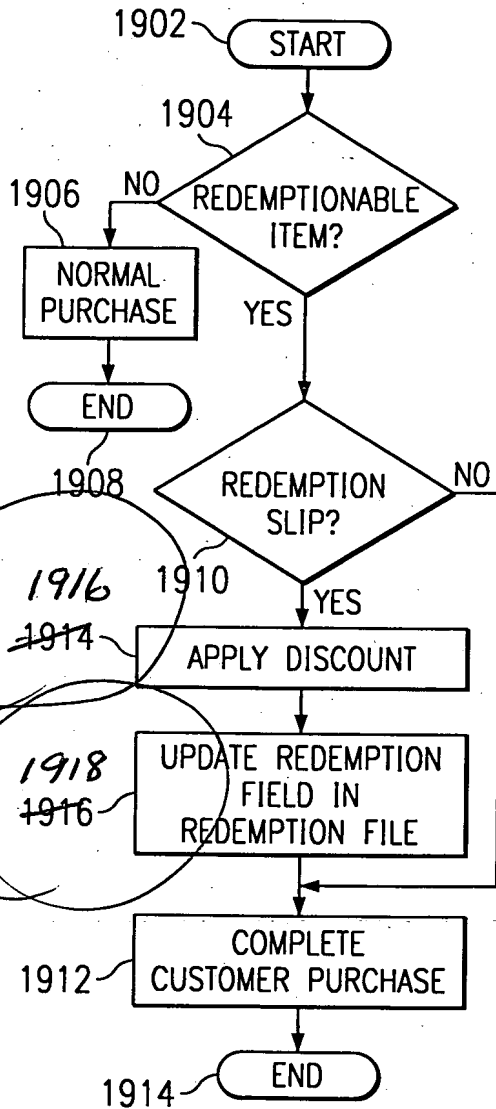 1902
START
1904
REDEMPTIONABLE
ITEM?
NO
1906
NORMAL
PURCHASE
YES
END
1908
REDEMPTION
SLIP?
NO
1910
YES
1916
1914
APPLY DISCOUNT
1918
1916
UPDATE REDEMPTION
FIELD IN
REDEMPTION FILE
COMPLETE
CUSTOMER PURCHASE
1912
END
1914